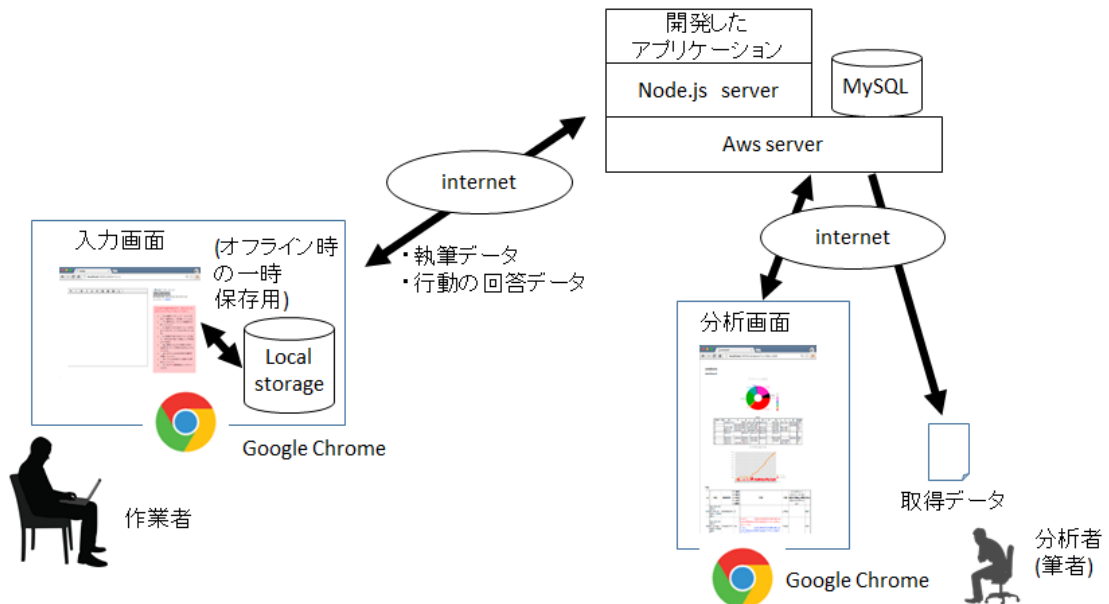 開発した
アプリケーション
Node.js server
MySQL
Aws server
internet
internet
・執筆データ
・行動の回答データ
入力画面
(オフライン時
の一時
保存用)
Local
storage
Google Chrome
作業者
分析画面
Google Chrome
取得データ
分析者
(筆者)